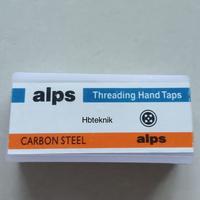 alps Threading Hand Taps
Hbteknik
CARBON STEEL alps